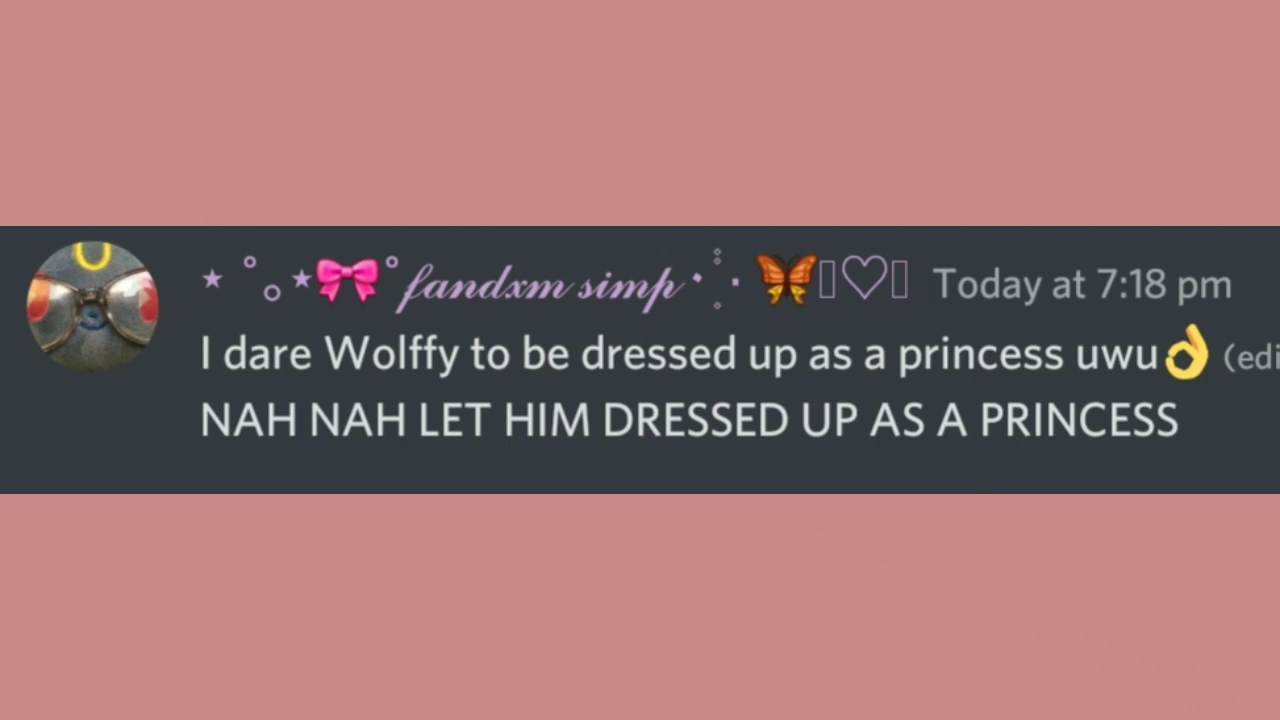 ⋆ ˚｡⋆🎀˚𝒻𝒶𝓃𝒹𝓍𝓂 𝓈𝒾𝓂𝓅 🦋▯♡▯ Today at 7:18 pm
I dare Wolffy to be dressed up as a princess uwu👌 (edi
NAH NAH LET HIM DRESSED UP AS A PRINCESS